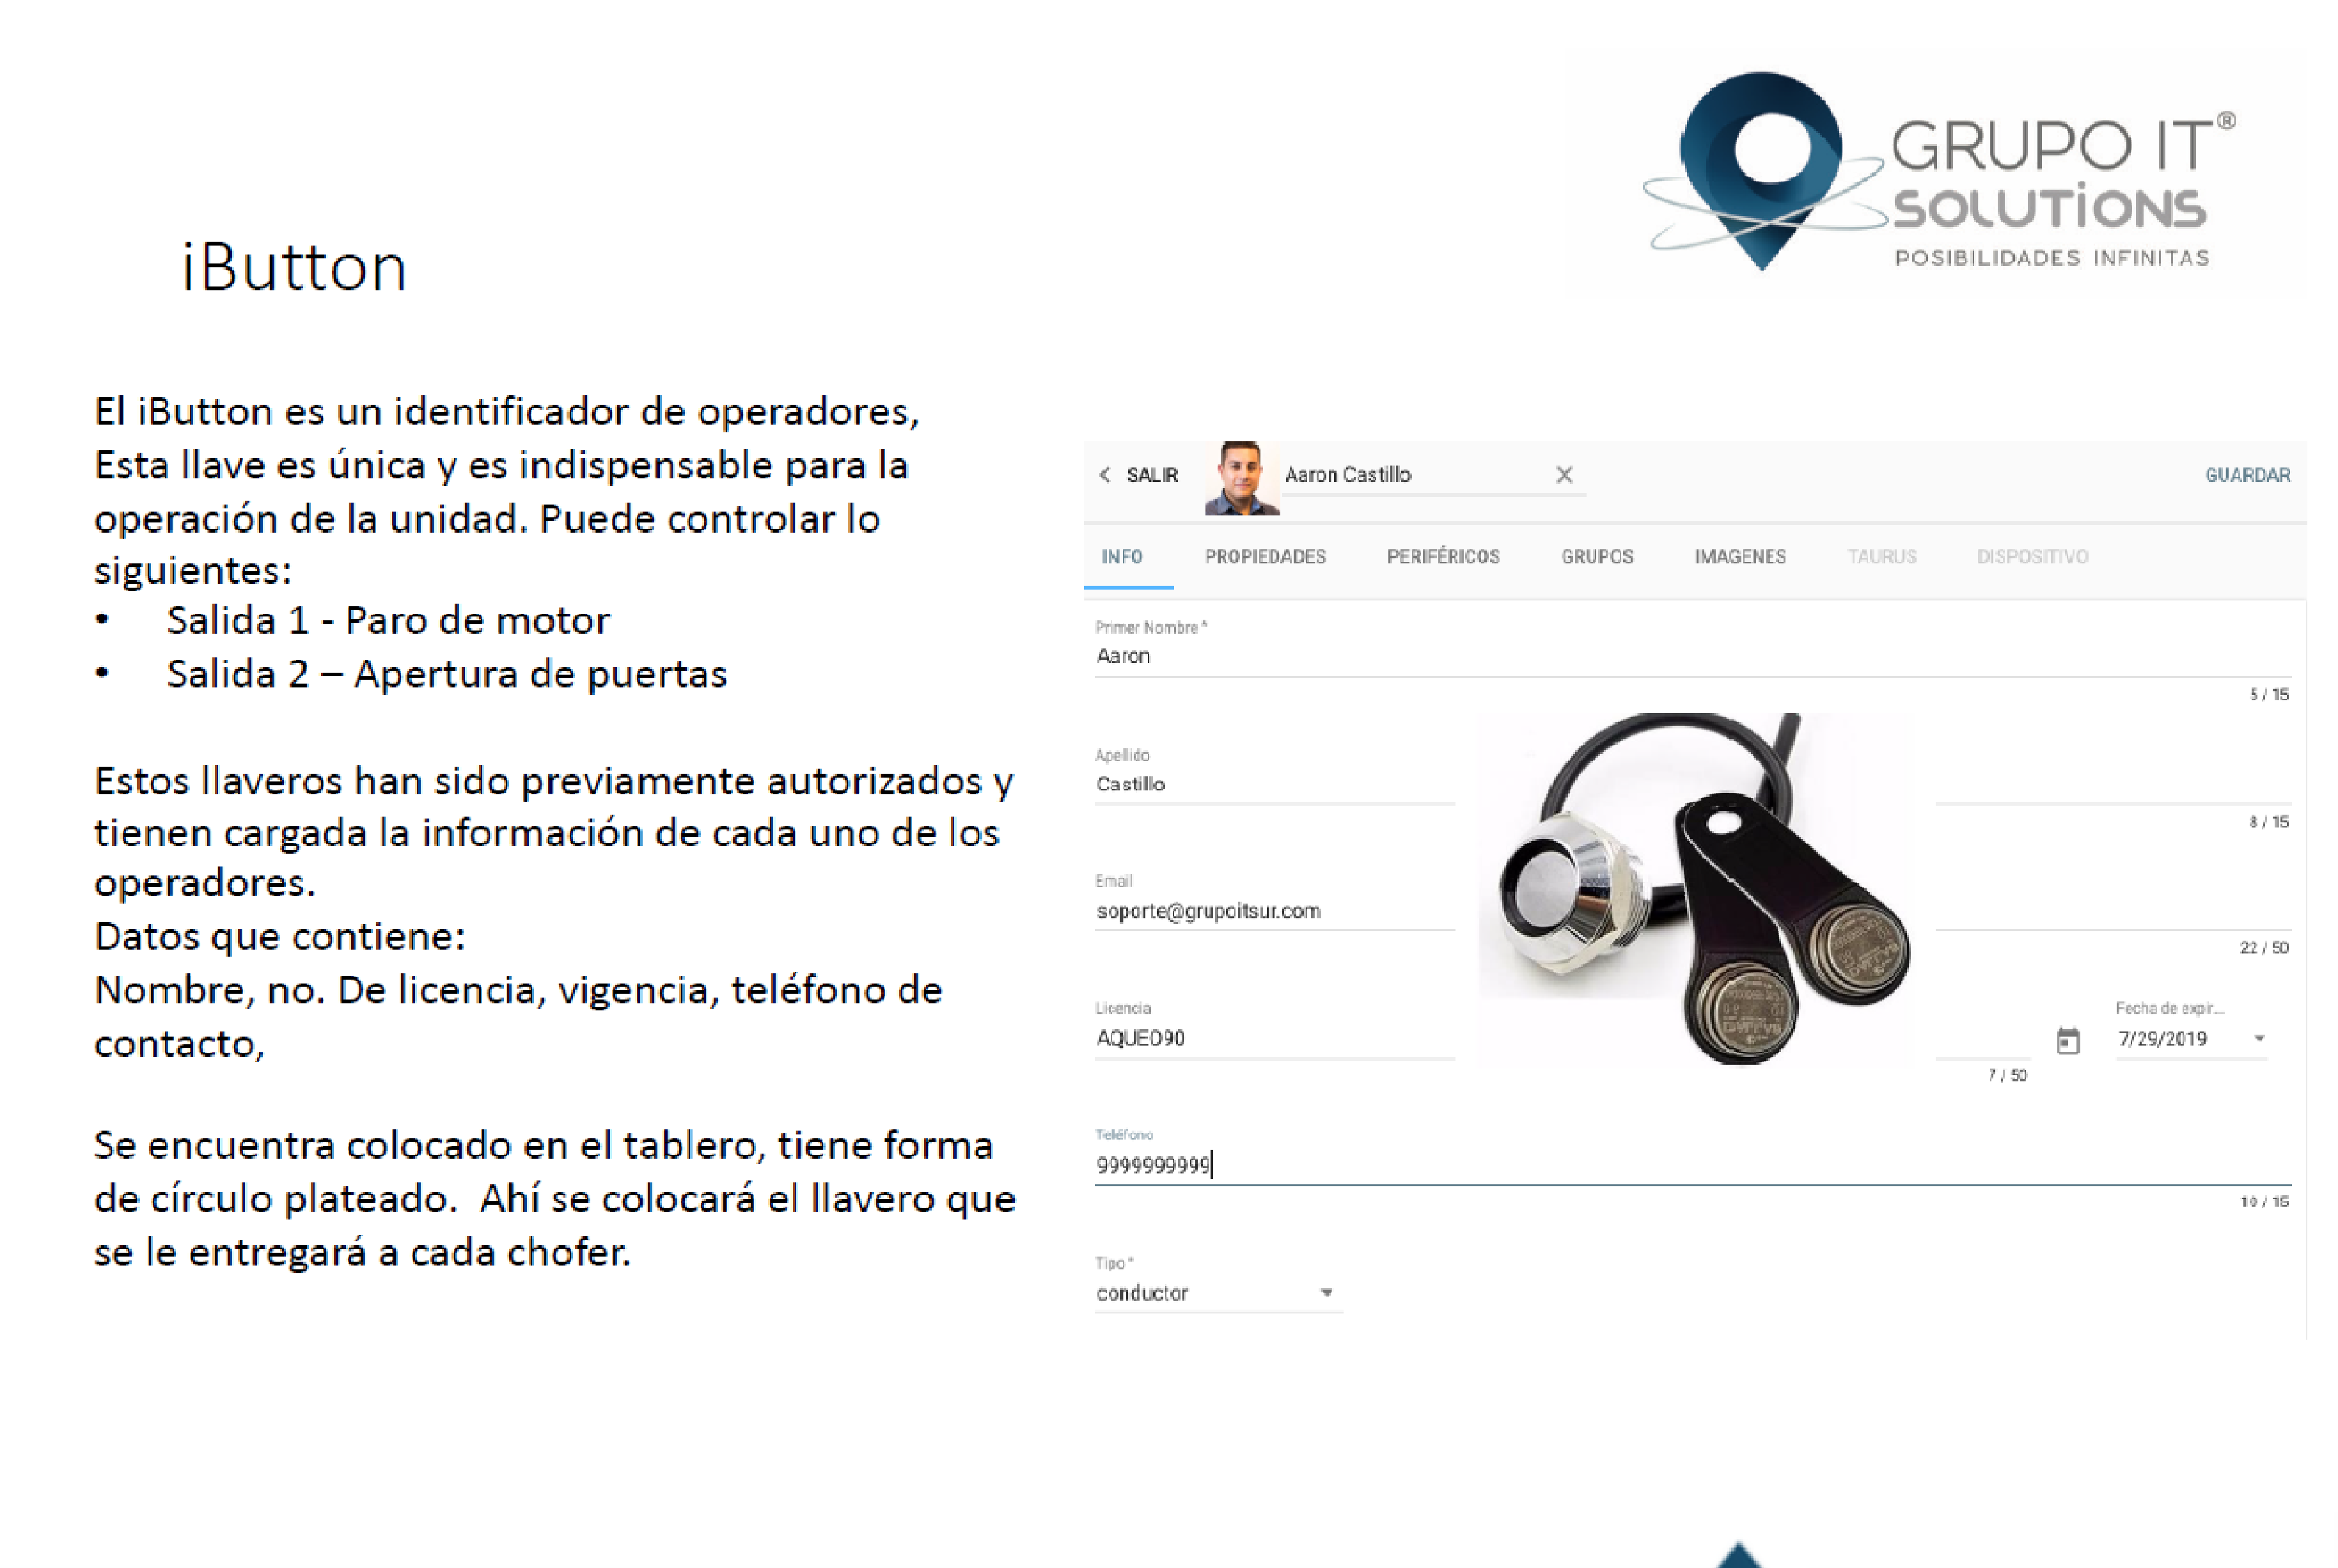 GRUPO IT®
SOLUTiONS
POSIBILIDADES INFINITAS
iButton
El iButton es un identificador de operadores,
Esta llave es única y es indispensable para la
operación de la unidad. Puede controlar lo
siguientes:
• Salida 1 - Paro de motor
• Salida 2 – Apertura de puertas
Estos llaveros han sido previamente autorizados y
tienen cargada la información de cada uno de los
operadores.
Datos que contiene:
Nombre, no. De licencia, vigencia, teléfono de
contacto,
Se encuentra colocado en el tablero, tiene forma
de círculo plateado. Ahí se colocará el llavero que
se le entregará a cada chofer.
SALIR Aaron Castillo GUARDAR
INFO PROPIEDADES PERIFÉRICOS GRUPOS IMAGENES TAURUS DISPOSITIVO
Primer Nombre *
Aaron
5 / 15
Apellido
Castillo
8 / 15
Email
soporte@grupoitsur.com
22 / 50
Licencia
AQUEO90
7 / 50
Fecha de expir...
7/29/2019
Teléfono
9999999999
10 / 15
Tipo *
conductor